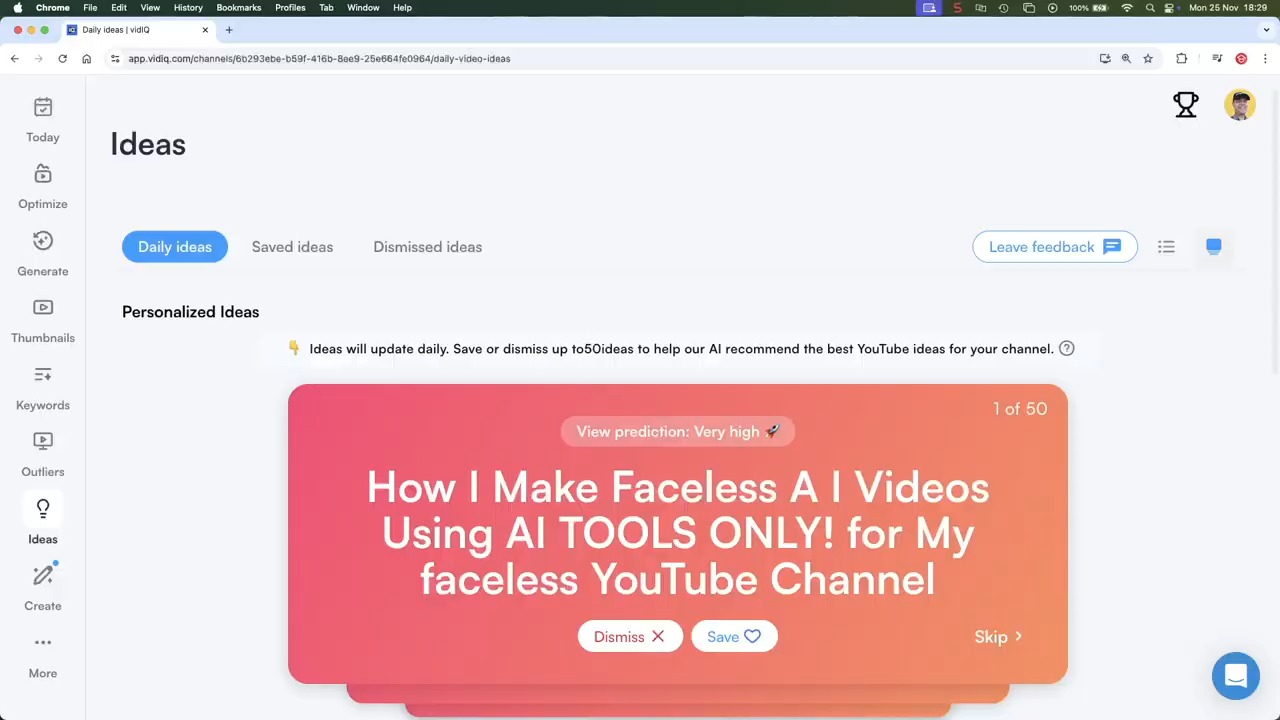 Chrome File Edit View History Bookmarks Profiles Tab Window Help 100% Mon 25 Nov 18:29
Daily ideas | vidIQ
app.vidiq.com/channels/6b293ebe-b59f-416b-8ee9-25e664fe0964/daily-video-ideas
Today
Optimize
Generate
Thumbnails
Keywords
Outliers
Ideas
Create
More
Ideas
Daily ideas Saved ideas Dismissed ideas Leave feedback
Personalized Ideas
Ideas will update daily. Save or dismiss up to50ideas to help our AI recommend the best YouTube ideas for your channel. ?
1 of 50
View prediction: Very high 🚀
How I Make Faceless A I Videos
Using AI TOOLS ONLY! for My
faceless YouTube Channel
Dismiss Save Skip